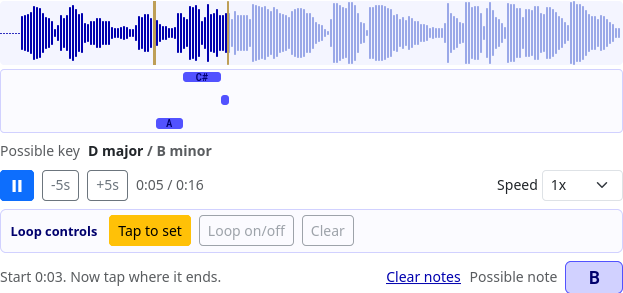 C#
A
Possible key D major / B minor
-5s +5s 0:05 / 0:16 Speed 1x
Loop controls Tap to set Loop on/off Clear
Start 0:03. Now tap where it ends. Clear notes Possible note B